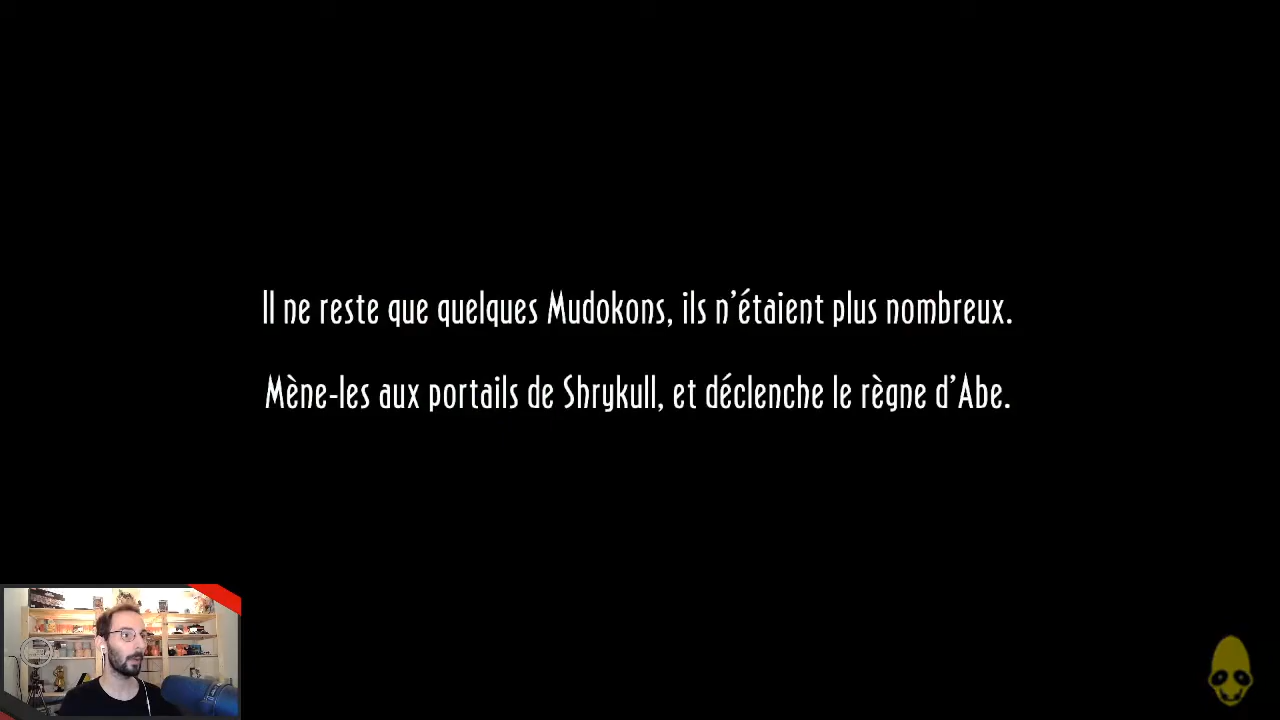 Il ne reste que quelques Mudokons, ils n'étaient plus nombreux.
Mène-les aux portails de Shrykull, et déclenche le règne d'Abe.